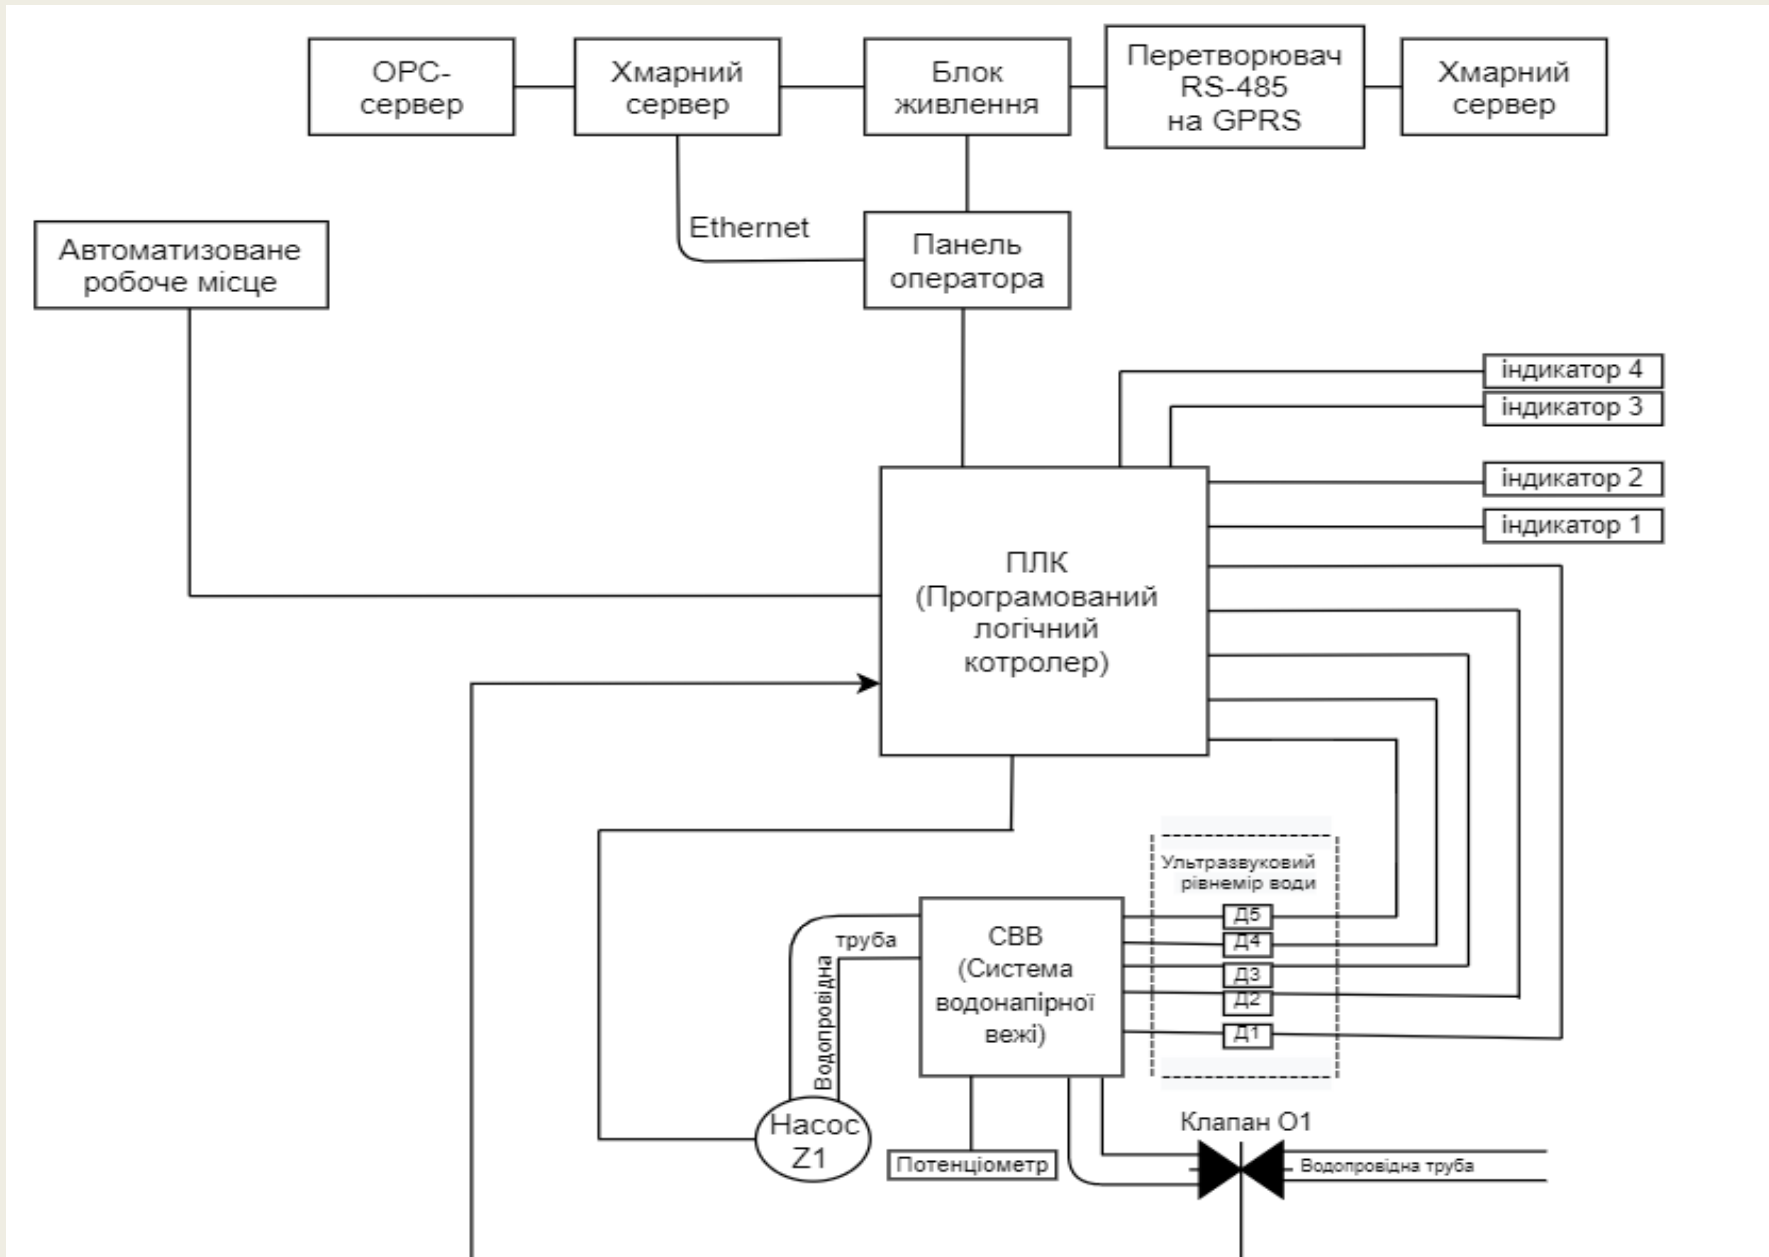 ОРС-
сервер
Хмарний
сервер
Блок
живлення
Перетворювач
RS-485
на GPRS
Хмарний
сервер
Ethernet
Автоматизоване
робоче місце
Панель
оператора
індикатор 4
індикатор 3
індикатор 2
індикатор 1
ПЛК
(Програмований
логічний
котролер)
Ультразвуковий
рівнемір води
Д5
Д4
Д3
Д2
Д1
СВВ
(Система
водонапірної
вежі)
труба
Водопровідна
Насос
Z1
Потенціометр
Клапан О1
Водопровідна труба